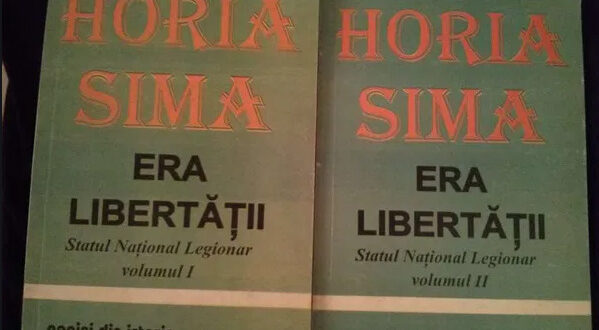 HORIA
SIMA
ERA
LIBERTĂȚII
Statul Național Legionar
volumul I
HORIA
SIMA
ERA
LIBERTĂȚII
Statul Național Legionar
volumul II